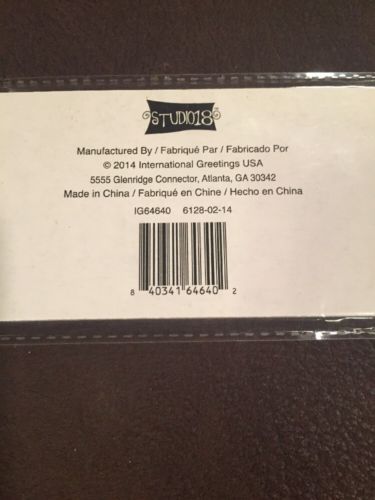 STUDIO18™
Manufactured By / Fabriqué Par / Fabricado Por
© 2014 International Greetings USA
5555 Glenridge Connector, Atlanta, GA 30342
Made in China / Fabriqué en Chine / Hecho en China
IG64640 6128-02-14
8 40341 64640 2